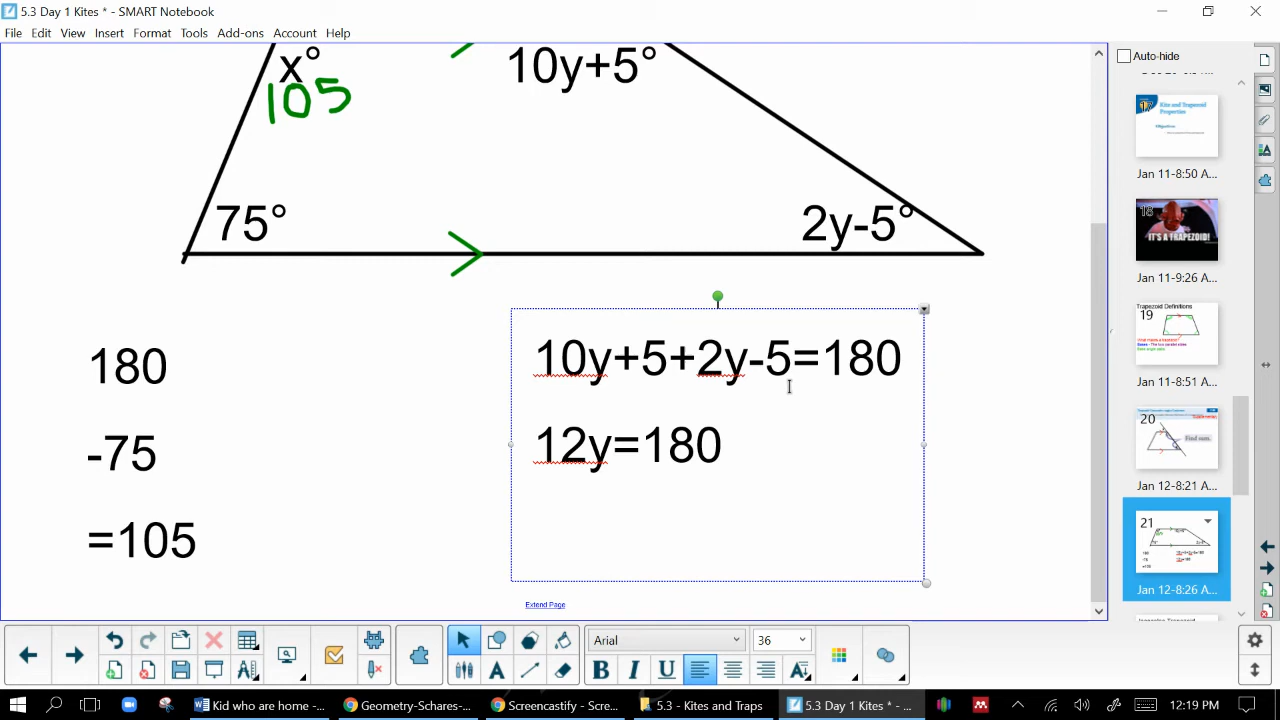 5.3 Day 1 Kites * - SMART Notebook
File Edit View Insert Format Tools Add-ons Account Help
x°
105
10y+5°
75°
2y-5°
180
-75
=105
10y+5+2y-5=180
12y=180
Extend Page
Auto-hide
17
Kite and Trapezoid
Properties
Jan 11-8:50 A...
18
IT'S A TRAPEZOID!
Jan 11-9:26 A...
Trapezoid Definitions
19
Jan 11-8:51 A...
20
Find sum.
Jan 12-8:21 A...
21
Jan 12-8:26 A...
Arial
36
B I U A
Kid who are home -...
Geometry-Schares-...
Screencastify - Scre...
5.3 - Kites and Traps
5.3 Day 1 Kites * - ...
12:19 PM